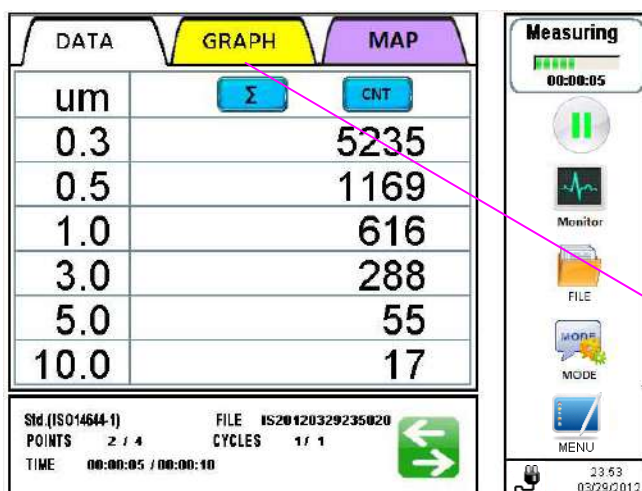 DATA GRAPH MAP
um Σ CNT
0.3 5235
0.5 1169
1.0 616
3.0 288
5.0 55
10.0 17
Std.(ISO14644-1) FILE IS20120329235020
POINTS 2 / 4 CYCLES 1/ 1
TIME 00:00:05 / 00:00:10
Measuring
00:00:05
Monitor
FILE
MODE
MODE
MENU
23:53
03/29/2012